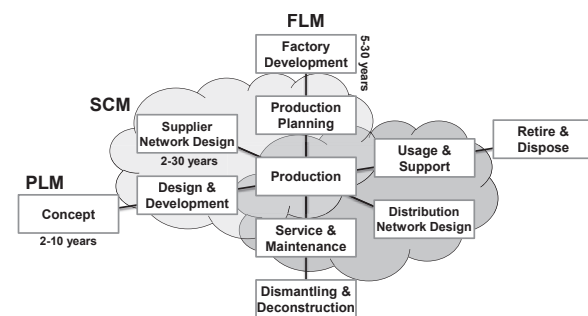 FLM
Factory
Development
5-30 years
SCM
Production
Planning
Supplier
Network Design
2-30 years
Usage &
Support
Retire &
Dispose
PLM
Concept
2-10 years
Design &
Development
Production
Distribution
Network Design
Service &
Maintenance
Dismantling &
Deconstruction